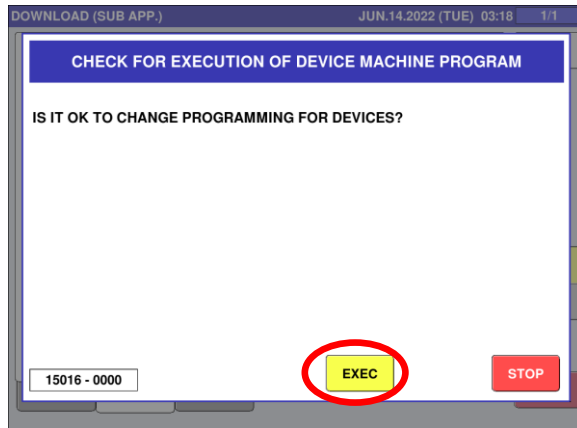 DOWNLOAD (SUB APP.) JUN.14.2022 (TUE) 03:18 1/1
CHECK FOR EXECUTION OF DEVICE MACHINE PROGRAM
IS IT OK TO CHANGE PROGRAMMING FOR DEVICES?
15016 - 0000 EXEC STOP